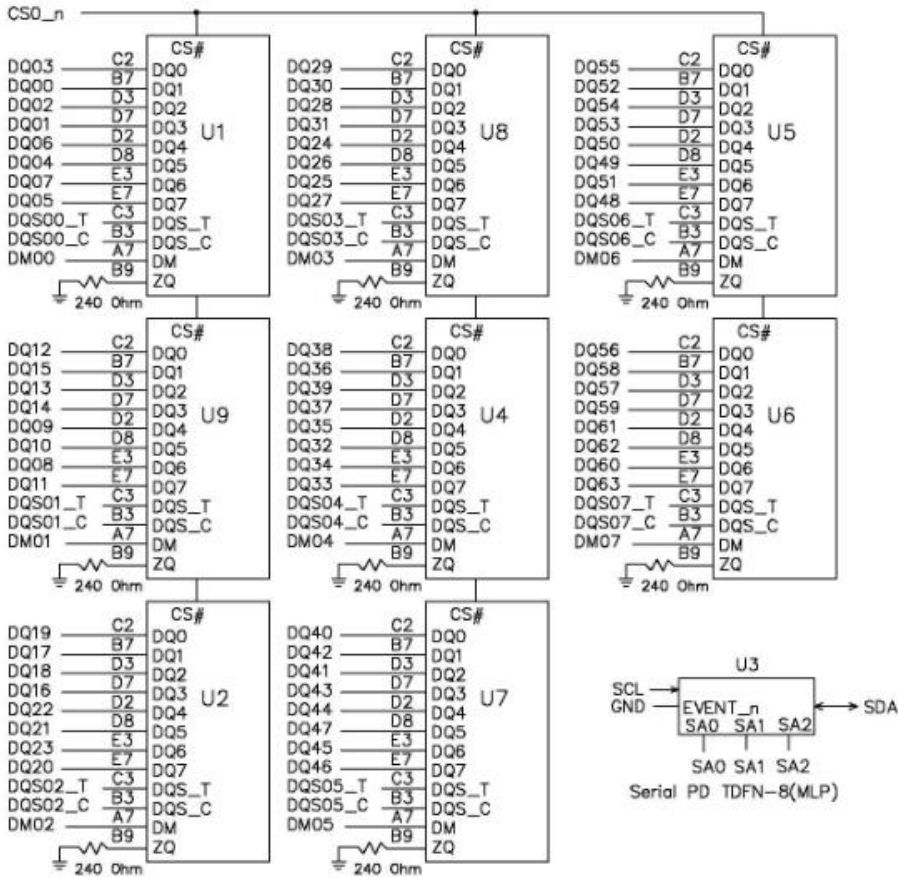 CS0_n
CS#
DQ03 C2 DQ0
DQ00 B7 DQ1
DQ02 D3 DQ2
DQ01 D7 DQ3
DQ06 D2 DQ4
DQ04 D8 DQ5
DQ07 E3 DQ6
DQ05 E7 DQ7
DQS00_T C3 DQS_T
DQS00_C B3 DQS_C
DM00 A7 DM
B9 ZQ
240 Ohm
U1
CS#
DQ12 C2 DQ0
DQ15 B7 DQ1
DQ13 D3 DQ2
DQ14 D7 DQ3
DQ09 D2 DQ4
DQ10 D8 DQ5
DQ08 E3 DQ6
DQ11 E7 DQ7
DQS01_T C3 DQS_T
DQS01_C B3 DQS_C
DM01 A7 DM
B9 ZQ
240 Ohm
U9
CS#
DQ19 C2 DQ0
DQ17 B7 DQ1
DQ18 D3 DQ2
DQ16 D7 DQ3
DQ22 D2 DQ4
DQ21 D8 DQ5
DQ23 E3 DQ6
DQ20 E7 DQ7
DQS02_T C3 DQS_T
DQS02_C B3 DQS_C
DM02 A7 DM
B9 ZQ
240 Ohm
U2
CS#
DQ29 C2 DQ0
DQ30 B7 DQ1
DQ28 D3 DQ2
DQ31 D7 DQ3
DQ24 D2 DQ4
DQ26 D8 DQ5
DQ25 E3 DQ6
DQ27 E7 DQ7
DQS03_T C3 DQS_T
DQS03_C B3 DQS_C
DM03 A7 DM
B9 ZQ
240 Ohm
U8
CS#
DQ38 C2 DQ0
DQ36 B7 DQ1
DQ39 D3 DQ2
DQ37 D7 DQ3
DQ35 D2 DQ4
DQ32 D8 DQ5
DQ34 E3 DQ6
DQ33 E7 DQ7
DQS04_T C3 DQS_T
DQS04_C B3 DQS_C
DM04 A7 DM
B9 ZQ
240 Ohm
U4
CS#
DQ40 C2 DQ0
DQ42 B7 DQ1
DQ41 D3 DQ2
DQ43 D7 DQ3
DQ44 D2 DQ4
DQ47 D8 DQ5
DQ45 E3 DQ6
DQ46 E7 DQ7
DQS05_T C3 DQS_T
DQS05_C B3 DQS_C
DM05 A7 DM
B9 ZQ
240 Ohm
U7
CS#
DQ55 C2 DQ0
DQ52 B7 DQ1
DQ54 D3 DQ2
DQ53 D7 DQ3
DQ50 D2 DQ4
DQ49 D8 DQ5
DQ51 E3 DQ6
DQ48 E7 DQ7
DQS06_T C3 DQS_T
DQS06_C B3 DQS_C
DM06 A7 DM
B9 ZQ
240 Ohm
U5
CS#
DQ56 C2 DQ0
DQ58 B7 DQ1
DQ57 D3 DQ2
DQ59 D7 DQ3
DQ61 D2 DQ4
DQ62 D8 DQ5
DQ60 E3 DQ6
DQ63 E7 DQ7
DQS07_T C3 DQS_T
DQS07_C B3 DQS_C
DM07 A7 DM
B9 ZQ
240 Ohm
U6
U3
SCL
GND EVENT_n SDA
SA0 SA1 SA2
SA0 SA1 SA2
Serial PD TDFN-8(MLP)